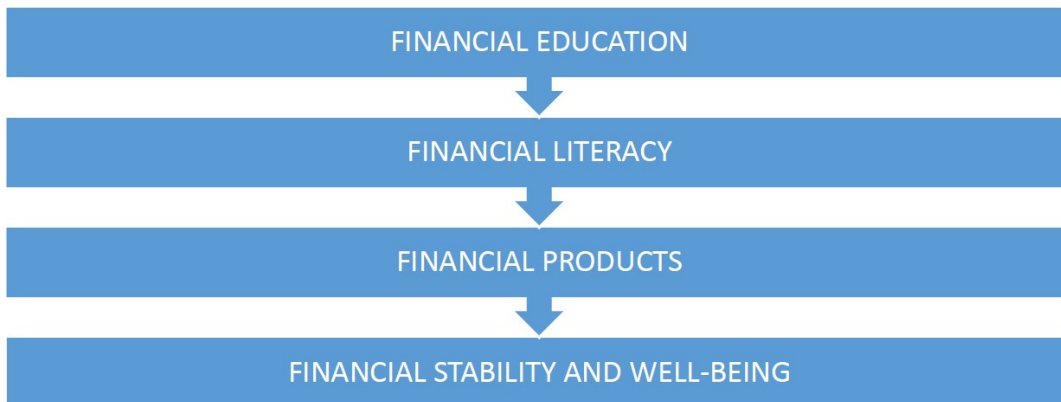 FINANCIAL EDUCATION
FINANCIAL LITERACY
FINANCIAL PRODUCTS
FINANCIAL STABILITY AND WELL-BEING